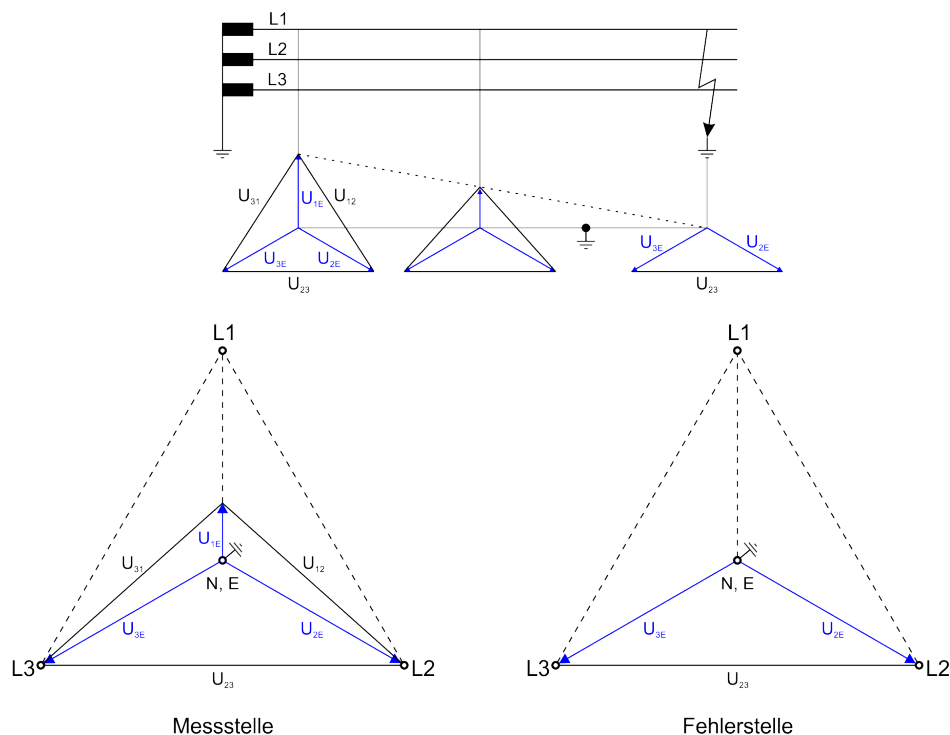 L1
L2
L3
U31 U12
U1E
U3E U2E
U23
U3E U2E
U23
L1
L1
U1E
U31 U12
N, E
N, E
U3E U2E
U3E U2E
L3 L2
L3 L2
U23
U23
Messstelle
Fehlerstelle